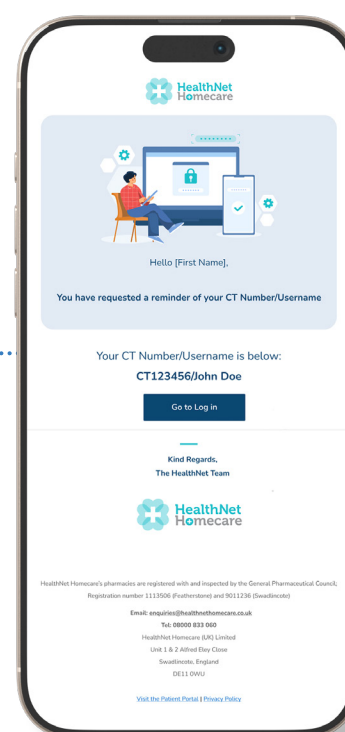 HealthNet
Homecare
Hello [First Name],
You have requested a reminder of your CT Number/Username
Your CT Number/Username is below:
CT123456/John Doe
Go to Log in
Kind Regards,
The HealthNet Team
HealthNet
Homecare
HealthNet Homecare's pharmacies are registered with and inspected by the General Pharmaceutical Council;
Registration number 1113506 (Featherstone) and 9011236 (Swadlincote)
Email: enquiries@healthnethomecare.co.uk
Tel: 08000 833 060
HealthNet Homecare (UK) Limited
Unit 1 & 2 Alfred Eley Close
Swadlincote, England
DE11 0WU
Visit the Patient Portal | Privacy Policy